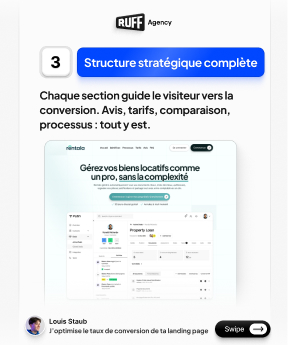 RUFF Agency
3
Structure stratégique complète
Chaque section guide le visiteur vers la
conversion. Avis, tarifs, comparaison,
processus : tout y est.
rentola
Gérez vos biens locatifs comme
un pro, sans la complexité
Property Loan
Louis Staub
J'optimise le taux de conversion de ta landing page
Swipe